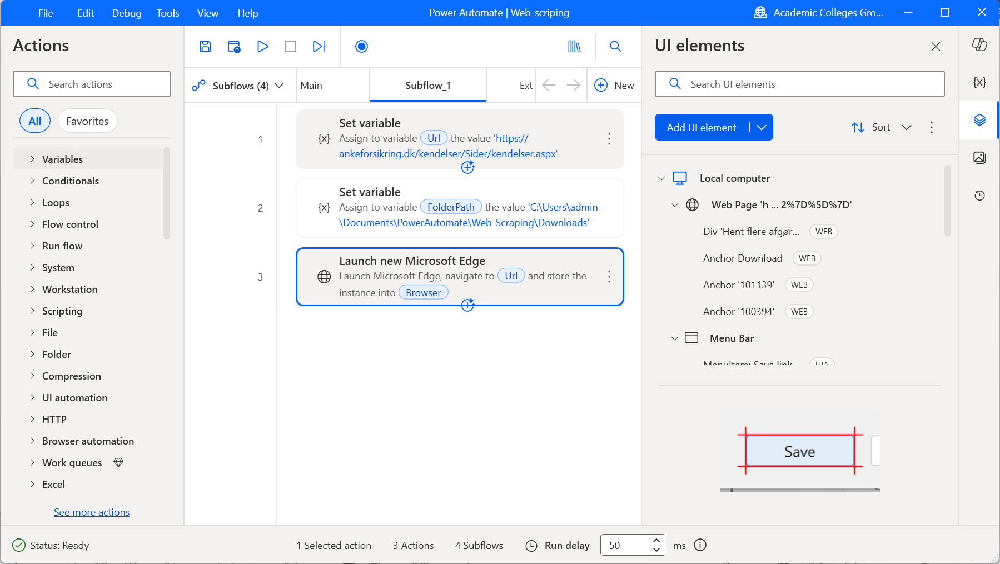 File Edit Debug Tools View Help Power Automate | Web-scriping Academic Colleges Gro...
Actions
Search actions
All Favorites
Variables
Conditionals
Loops
Flow control
Run flow
System
Workstation
Scripting
File
Folder
Compression
UI automation
HTTP
Browser automation
Work queues
Excel
See more actions
Subflows (4) Main Subflow_1 Ext New
1
Set variable
{x} Assign to variable Url the value 'https://
ankeforsikring.dk/kendelser/Sider/kendelser.aspx'
2
Set variable
{x} Assign to variable FolderPath the value 'C:\Users\admin
\Documents\PowerAutomate\Web-Scraping\Downloads'
3
Launch new Microsoft Edge
Launch Microsoft Edge, navigate to Url and store the
instance into Browser
UI elements
Search UI elements
Add UI element Sort
Local computer
Web Page 'h ... 2%7D%5D%7D'
Div 'Hent flere afgør... WEB
Anchor Download WEB
Anchor '101139' WEB
Anchor '100394' WEB
Menu Bar
MenuItem: Save link UIA
Save
{x}
Status: Ready 1 Selected action 3 Actions 4 Subflows Run delay 50 ms